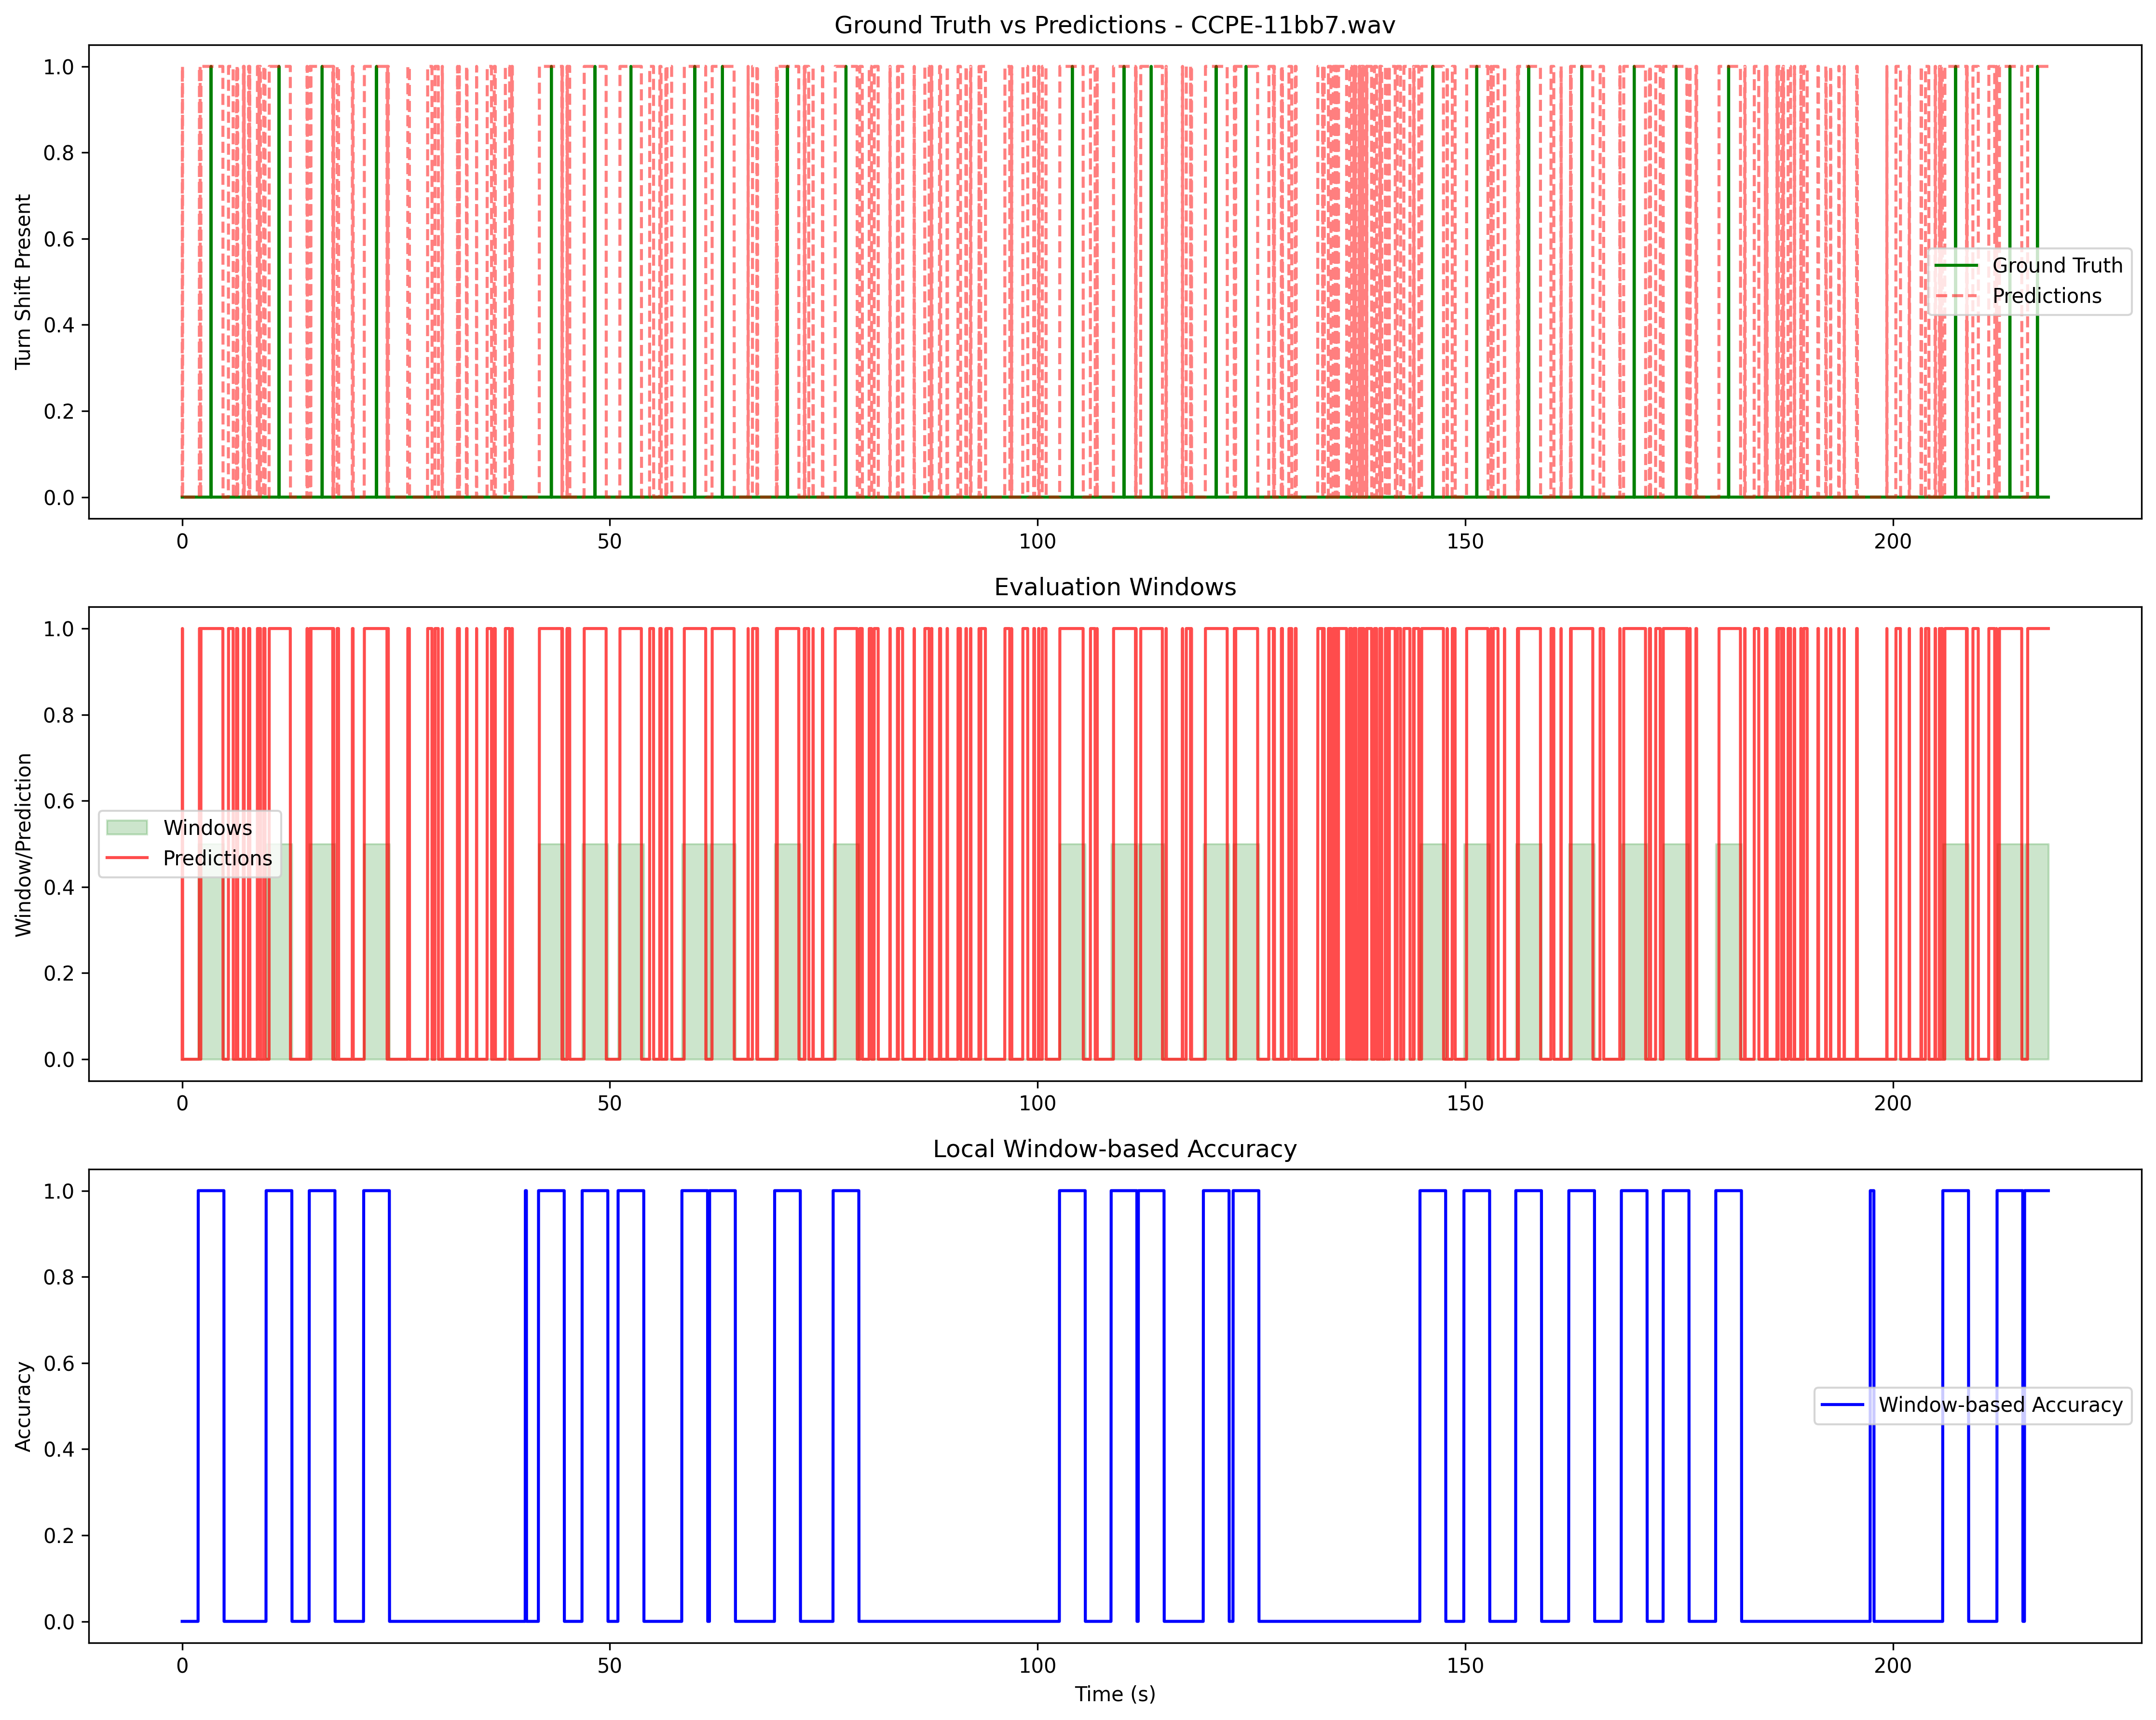 Ground Truth vs Predictions - CCPE-11bb7.wav
Turn Shift Present
1.0
0.8
0.6
0.4
0.2
0.0
Ground Truth
Predictions
0 50 100 150 200
Evaluation Windows
Window/Prediction
1.0
0.8
0.6
0.4
0.2
0.0
Windows
Predictions
0 50 100 150 200
Local Window-based Accuracy
Accuracy
1.0
0.8
0.6
0.4
0.2
0.0
Window-based Accuracy
0 50 100 150 200
Time (s)